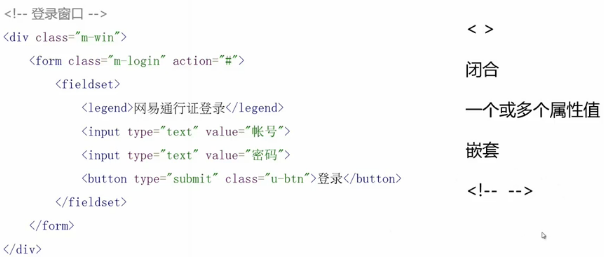 <!-- 登录窗口 -->
<div class="m-win">
<form class="m-login" action="#">
<fieldset>
<legend>网易通行证登录</legend>
<input type="text" value="帐号">
<input type="text" value="密码">
<button type="submit" class="u-btn">登录</button>
</fieldset>
</form>
</div>
< >
闭合
一个或多个属性值
嵌套
<!-- -->